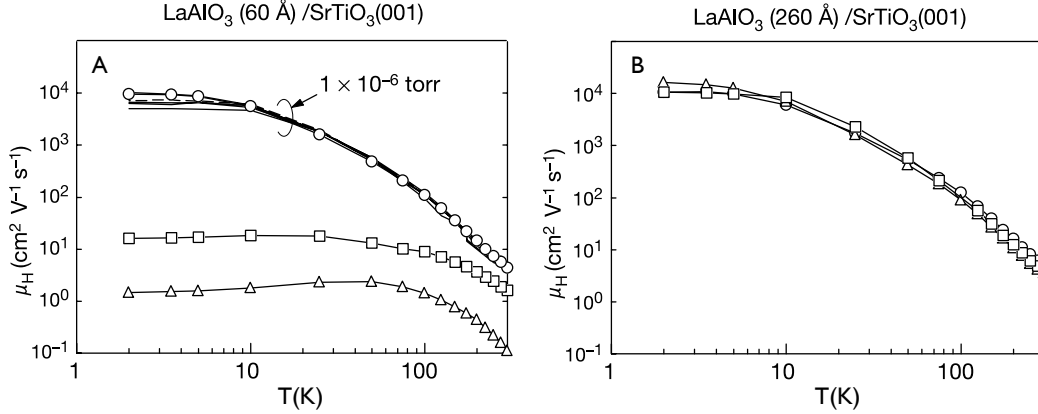 LaAlO₃ (60 Å) /SrTiO₃(001)
A
1 × 10⁻⁶ torr
10⁴
10³
10²
10¹
10⁰
10⁻¹
μH (cm² V⁻¹ s⁻¹)
1
10
100
T(K)
LaAlO₃ (260 Å) /SrTiO₃(001)
B
10⁴
10³
10²
10¹
10⁰
10⁻¹
μH (cm² V⁻¹ s⁻¹)
1
10
100
T(K)